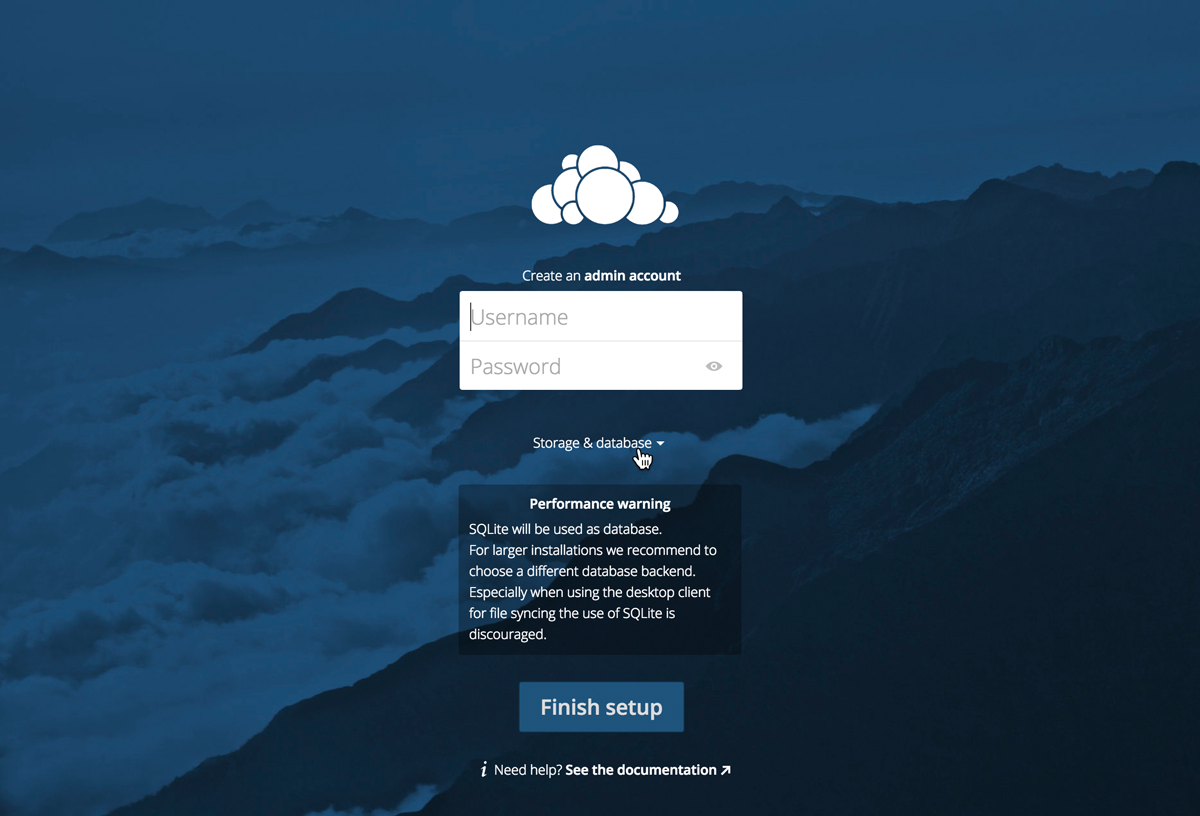 Create an admin account
Username
Password
Storage & database
Performance warning
SQLite will be used as database.
For larger installations we recommend to
choose a different database backend.
Especially when using the desktop client
for file syncing the use of SQLite is
discouraged.
Finish setup
i Need help? See the documentation